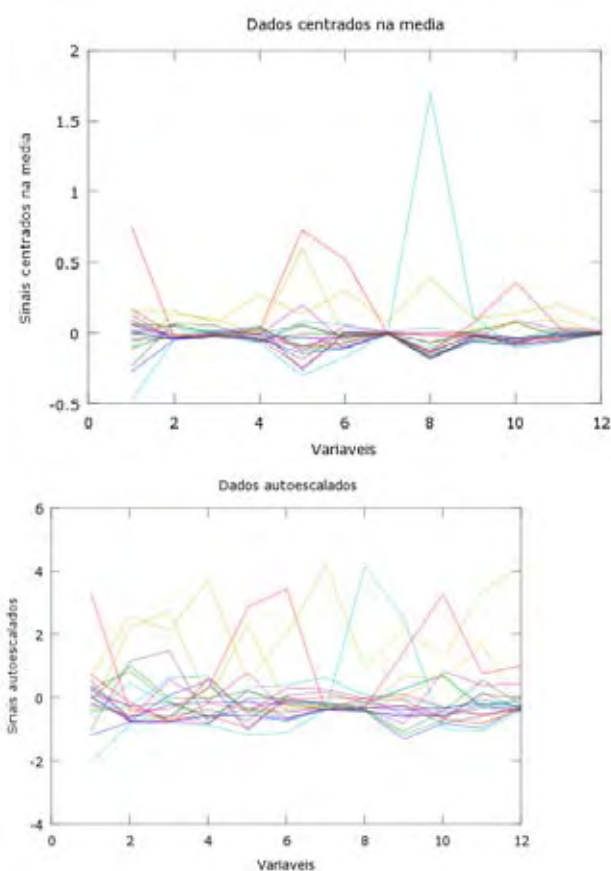 Dados centrados na media
2
1.5
1
0.5
0
-0.5
Sinais centrados na media
0 2 4 6 8 10 12
Variaveis
Dados autoescalados
6
4
2
0
-2
-4
Sinais autoescalados
0 2 4 6 8 10 12
Variaveis